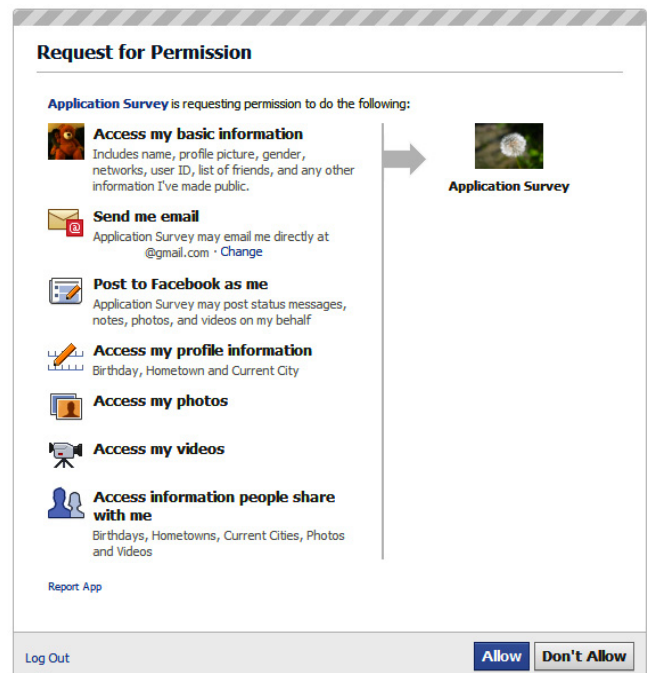 Request for Permission
Application Survey is requesting permission to do the following:
Access my basic information
Includes name, profile picture, gender,
networks, user ID, list of friends, and any other
information I've made public.
Application Survey
Send me email
Application Survey may email me directly at
@gmail.com · Change
Post to Facebook as me
Application Survey may post status messages,
notes, photos, and videos on my behalf
Access my profile information
Birthday, Hometown and Current City
Access my photos
Access my videos
Access information people share
with me
Birthdays, Hometowns, Current Cities, Photos
and Videos
Report App
Log Out
Allow
Don't Allow